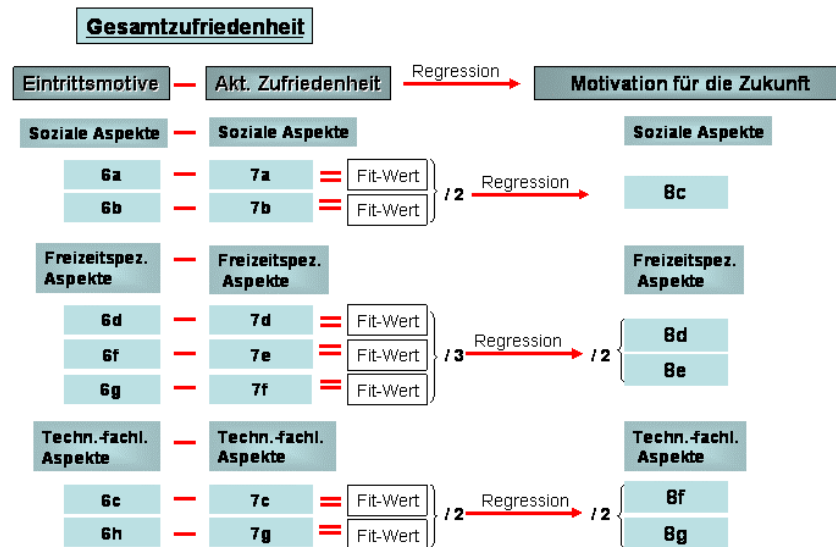 Gesamtzufriedenheit
Eintrittsmotive — Akt. Zufriedenheit Regression Motivation für die Zukunft
Soziale Aspekte — Soziale Aspekte Soziale Aspekte
6a — 7a = Fit-Wert
6b — 7b = Fit-Wert
/ 2 Regression 8c
Freizeitspez. — Freizeitspez. Freizeitspez.
Aspekte Aspekte Aspekte
6d — 7d = Fit-Wert
6f — 7e = Fit-Wert
6g — 7f = Fit-Wert
/ 3 Regression / 2
8d
8e
Techn.-fachl. — Techn.-fachl. Techn.-fachl.
Aspekte Aspekte Aspekte
6c — 7c = Fit-Wert
6h — 7g = Fit-Wert
/ 2 Regression / 2
8f
8g